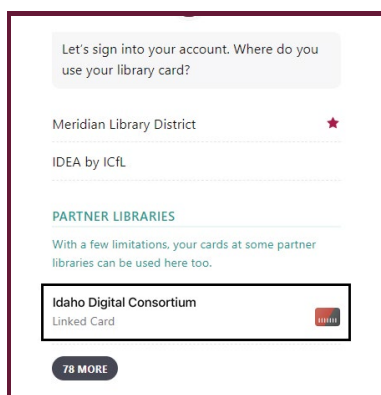 Let's sign into your account. Where do you
use your library card?
Meridian Library District
IDEA by ICfL
PARTNER LIBRARIES
With a few limitations, your cards at some partner
libraries can be used here too.
Idaho Digital Consortium
Linked Card
78 MORE